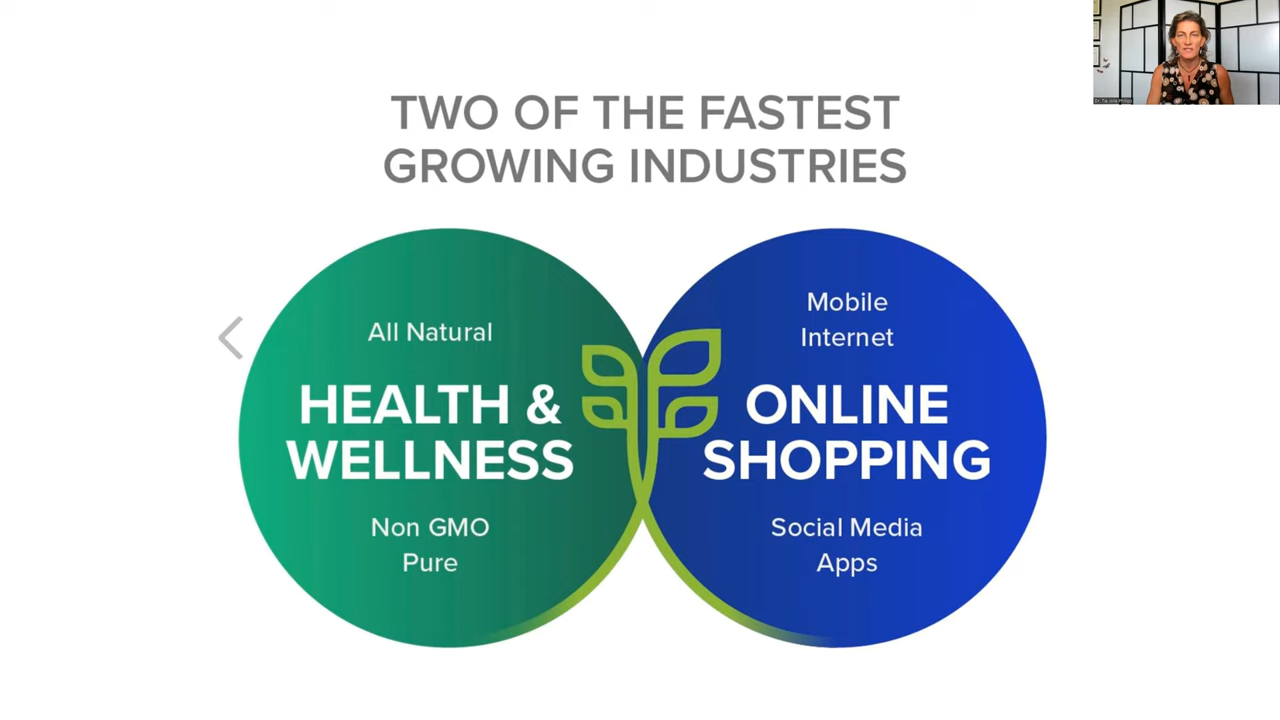 TWO OF THE FASTEST
GROWING INDUSTRIES
All Natural
HEALTH &
WELLNESS
Non GMO
Pure
Mobile
Internet
ONLINE
SHOPPING
Social Media
Apps